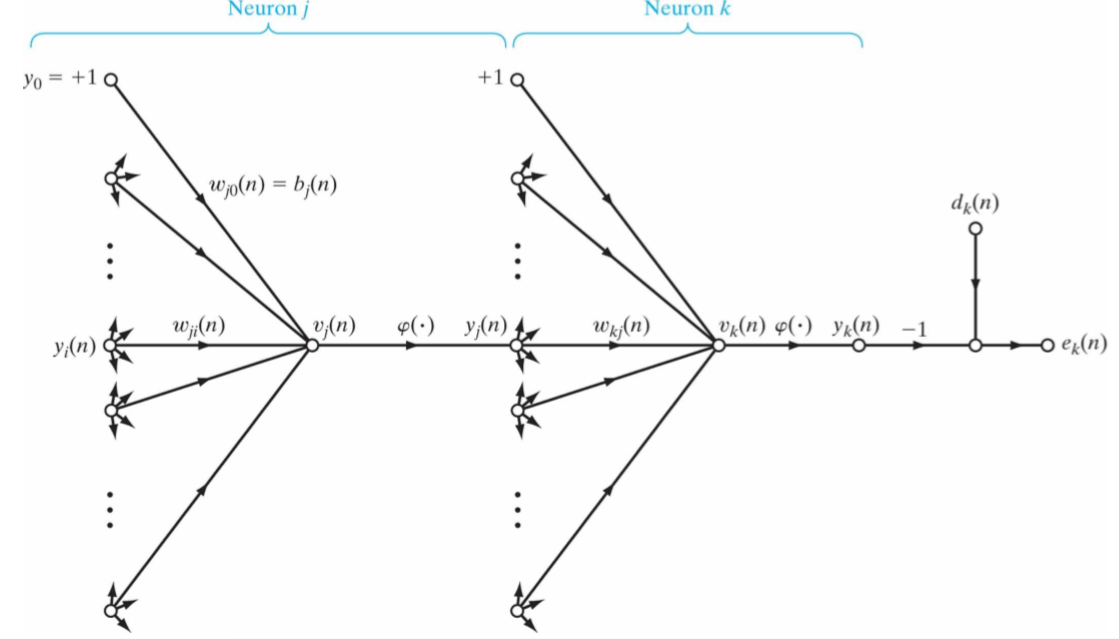 Neuron j
Neuron k
y₀ = +1
+1
wⱼ₀(n) = bⱼ(n)
dₖ(n)
yᵢ(n)
wⱼᵢ(n)
vⱼ(n)
φ(·)
yⱼ(n)
wₖⱼ(n)
vₖ(n)
φ(·)
yₖ(n)
−1
eₖ(n)